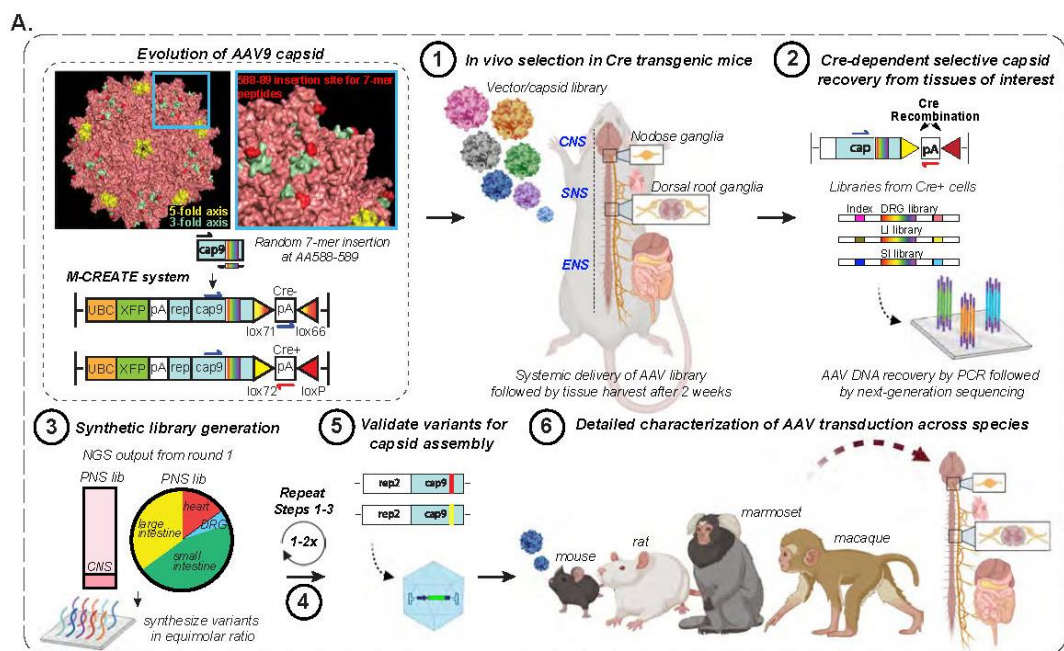 A.
Evolution of AAV9 capsid
588-89 insertion site for 7-mer
peptides
5-fold axis
3-fold axis
cap9
Random 7-mer insertion
at AA588-589
M-CREATE system
Cre-
UBC XFP pA rep cap9 pA
lox71 lox66
Cre+
UBC XFP pA rep cap9 pA
lox72 loxP
1 In vivo selection in Cre transgenic mice
Vector/capsid library
CNS
Nodose ganglia
SNS
Dorsal root ganglia
ENS
Systemic delivery of AAV library
followed by tissue harvest after 2 weeks
2 Cre-dependent selective capsid
recovery from tissues of interest
Cre
Recombination
cap pA
Libraries from Cre+ cells
Index DRG library
LI library
SI library
AAV DNA recovery by PCR followed
by next-generation sequencing
3 Synthetic library generation
NGS output from round 1
PNS lib
PNS lib
heart
DRG
large
intestine
small
intestine
CNS
synthesize variants
in equimolar ratio
Repeat
Steps 1-3
1-2x
4
5 Validate variants for
capsid assembly
rep2 cap9
rep2 cap9
6 Detailed characterization of AAV transduction across species
mouse
rat
marmoset
macaque